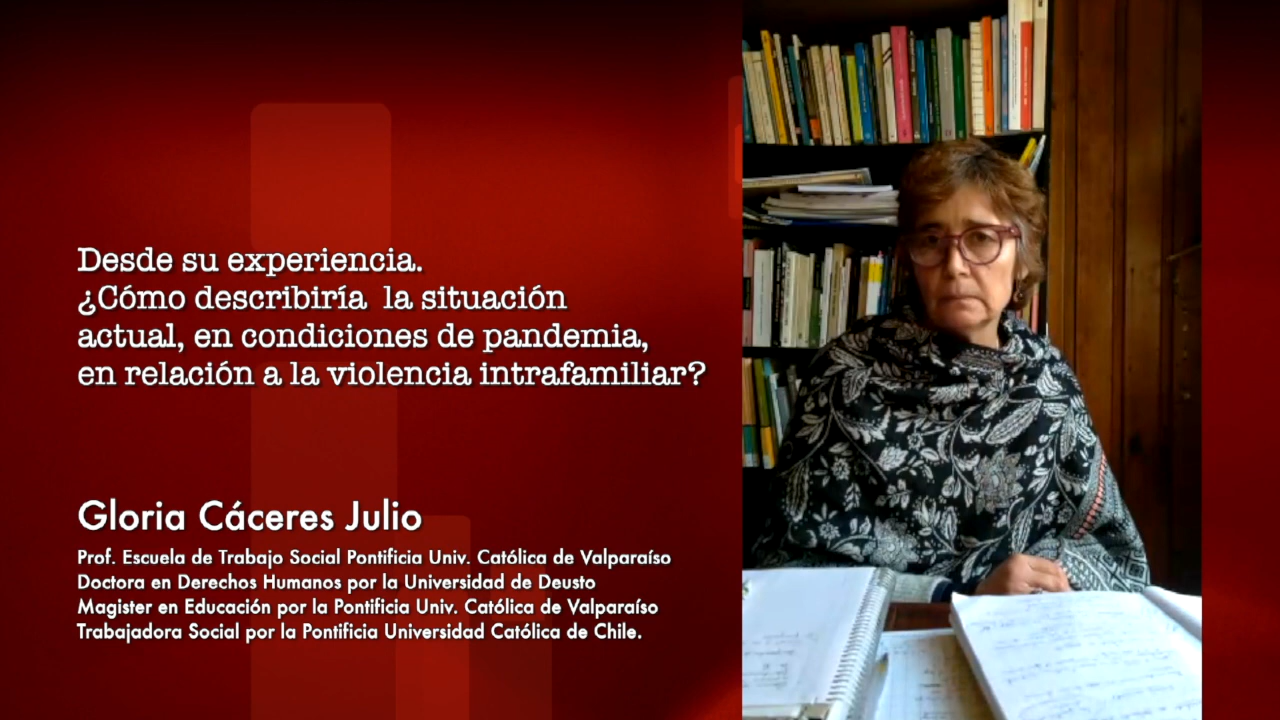 Desde su experiencia.
¿Cómo describiría la situación
actual, en condiciones de pandemia,
en relación a la violencia intrafamiliar?
Gloria Cáceres Julio
Prof. Escuela de Trabajo Social Pontificia Univ. Católica de Valparaíso
Doctora en Derechos Humanos por la Universidad de Deusto
Magister en Educación por la Pontificia Univ. Católica de Valparaíso
Trabajadora Social por la Pontificia Universidad Católica de Chile.